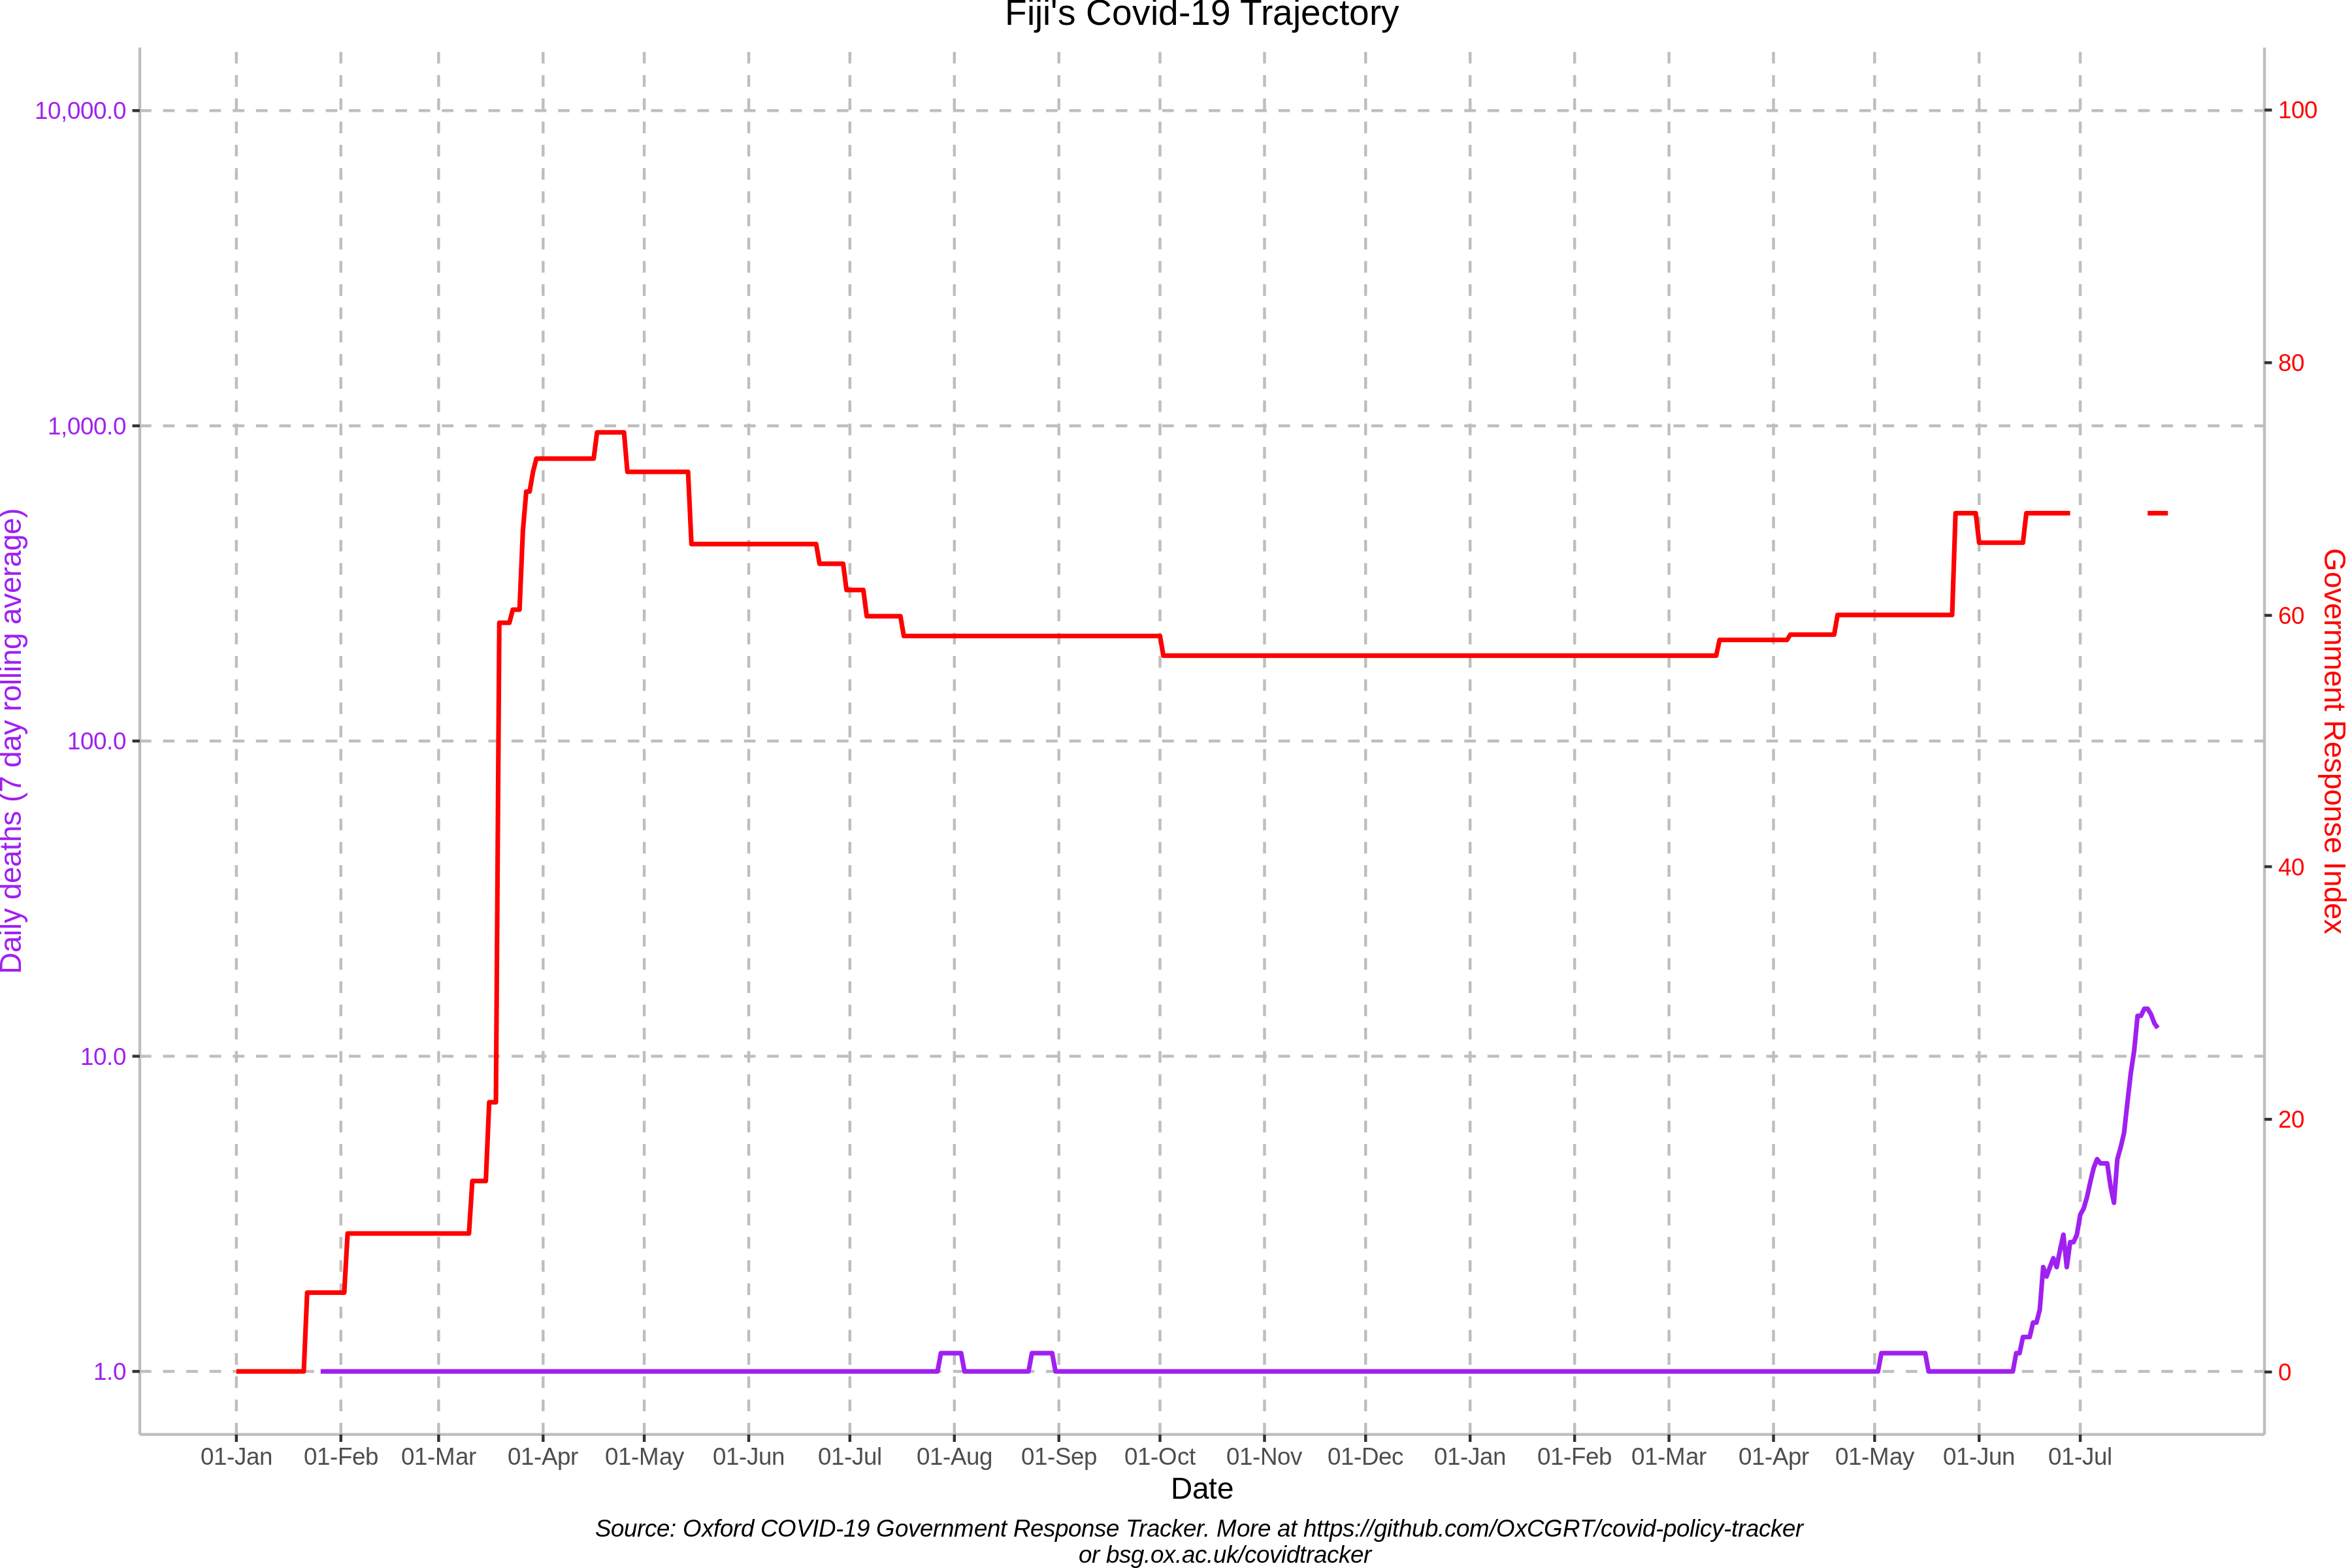 Fiji's Covid-19 Trajectory
10,000.0
1,000.0
100.0
10.0
1.0
Daily deaths (7 day rolling average)
100
80
60
40
20
0
Government Response Index
01-Jan 01-Feb 01-Mar 01-Apr 01-May 01-Jun 01-Jul 01-Aug 01-Sep 01-Oct 01-Nov 01-Dec 01-Jan 01-Feb 01-Mar 01-Apr 01-May 01-Jun 01-Jul
Date
Source: Oxford COVID-19 Government Response Tracker. More at https://github.com/OxCGRT/covid-policy-tracker
or bsg.ox.ac.uk/covidtracker